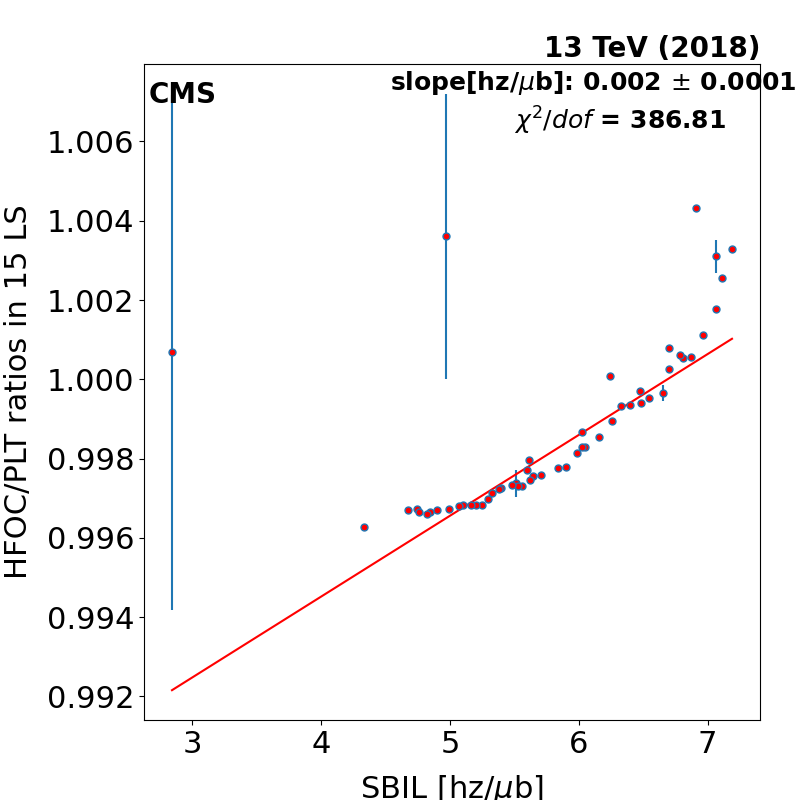 13 TeV (2018)
CMS
slope[hz/μb]: 0.002 ± 0.0001
χ²/dof = 386.81
HFOC/PLT ratios in 15 LS
1.006
1.004
1.002
1.000
0.998
0.996
0.994
0.992
3 4 5 6 7
SBIL [hz/μb]